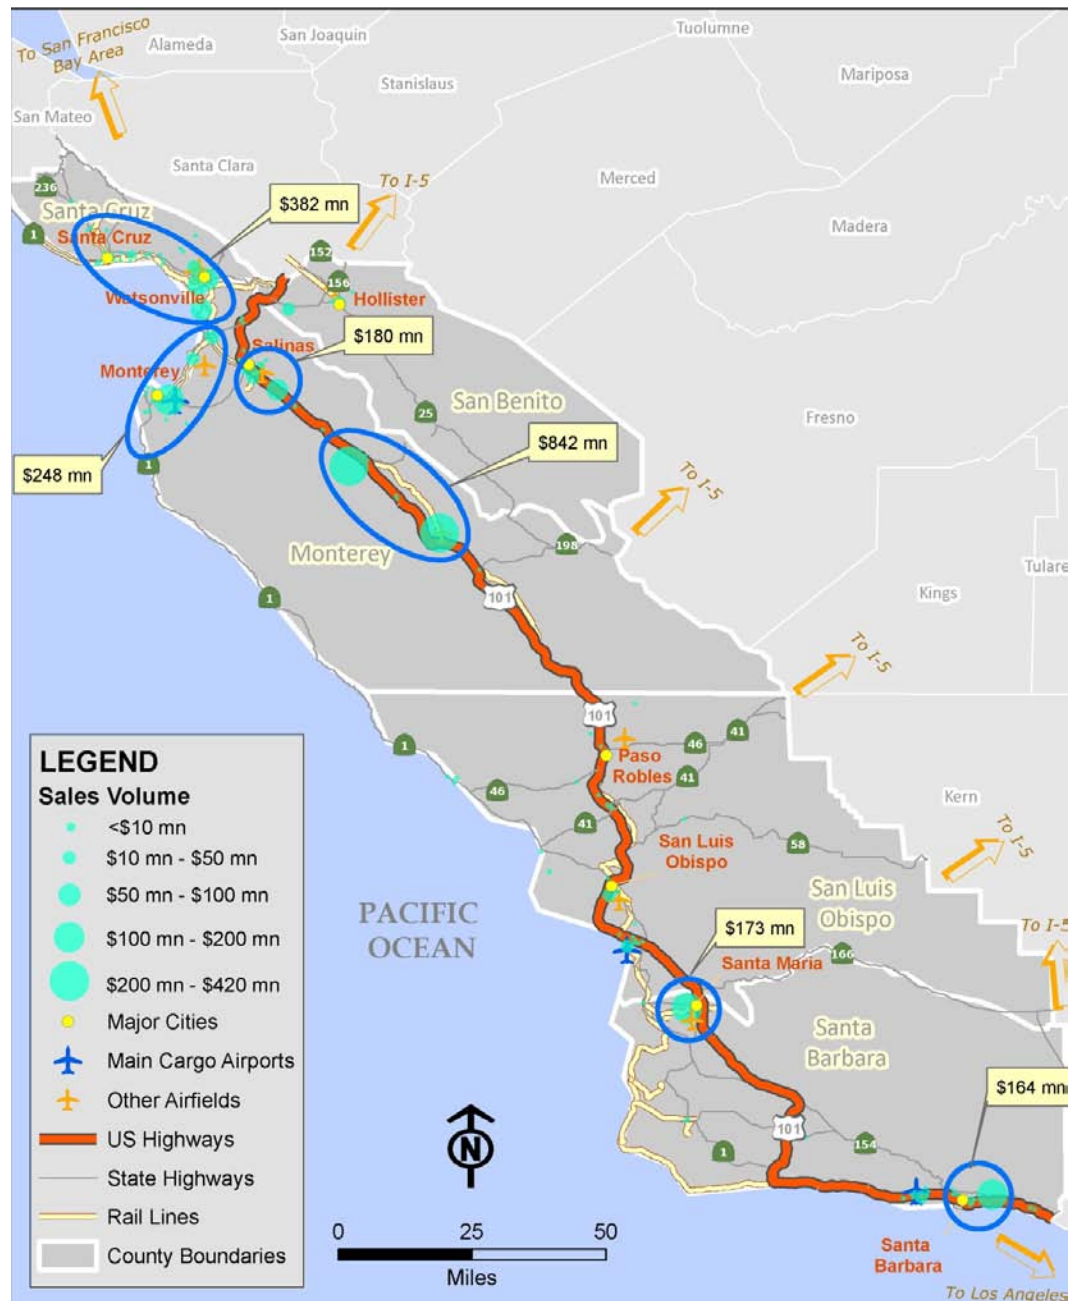 To San Francisco
Bay Area
Alameda
San Joaquin
Tuolumne
Stanislaus
Mariposa
San Mateo
Santa Clara
Merced
To I-5
Madera
236
Santa Cruz
$382 mn
1
Santa Cruz
152
156
Watsonville
Hollister
$180 mn
Salinas
Monterey
San Benito
25
Fresno
$842 mn
$248 mn
1
To I-5
Monterey
198
Tulare
Kings
101
1
To I-5
101
1
41
46
Paso
Robles
41
46
Kern
41
San Luis
Obispo
58
To I-5
San Luis
Obispo
PACIFIC
OCEAN
$173 mn
To I-5
Santa Maria
166
Santa
Barbara
$164 mn
101
154
1
Santa
Barbara
To Los Angeles
LEGEND
Sales Volume
<$10 mn
$10 mn - $50 mn
$50 mn - $100 mn
$100 mn - $200 mn
$200 mn - $420 mn
Major Cities
Main Cargo Airports
Other Airfields
US Highways
State Highways
Rail Lines
County Boundaries
N
0 25 50
Miles